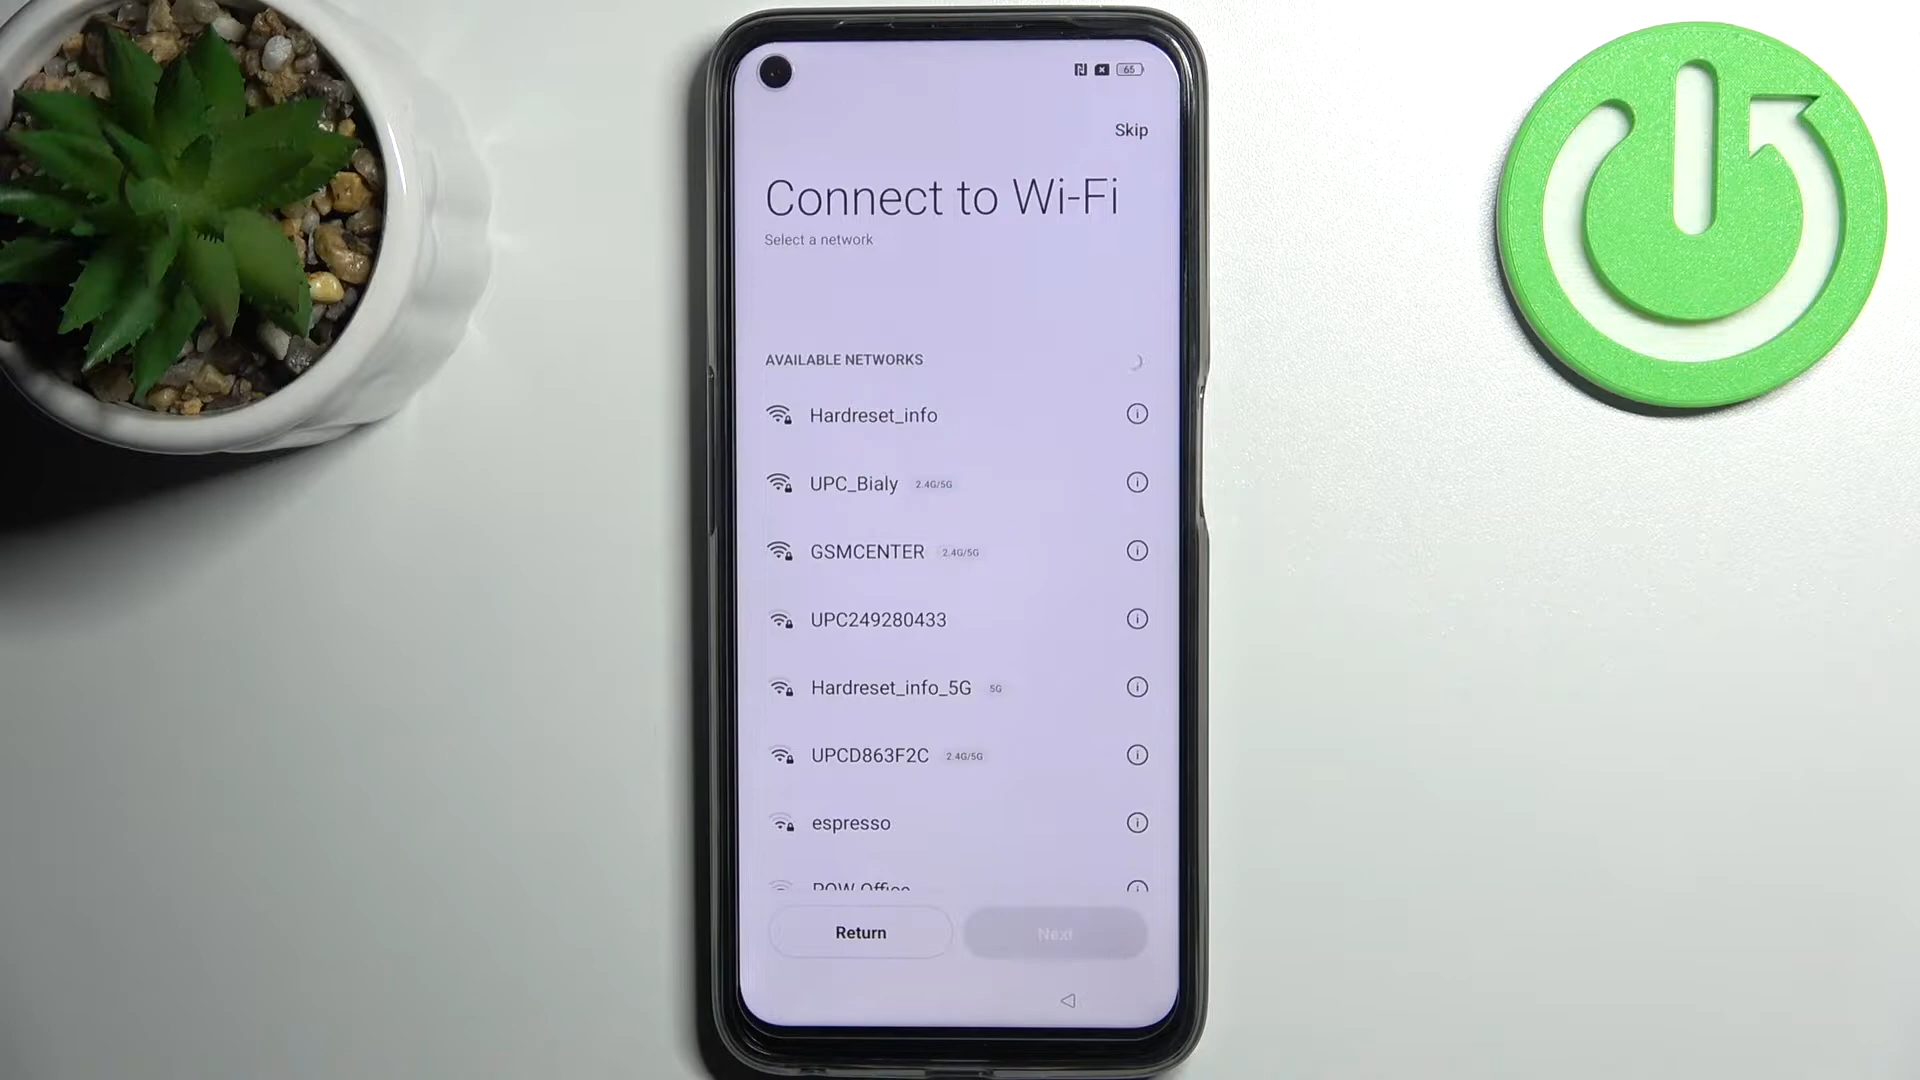 65
Skip
Connect to Wi-Fi
Select a network
AVAILABLE NETWORKS
Hardreset_info
UPC_Bialy 2.4G/5G
GSMCENTER 2.4G/5G
UPC249280433
Hardreset_info_5G 5G
UPCD863F2C 2.4G/5G
espresso
POW Office
Return Next